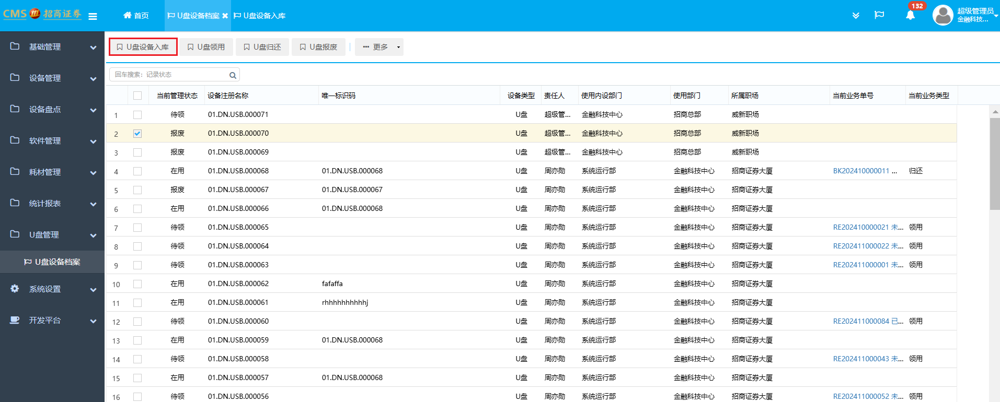 CMS 招商证券 首页 U盘设备档案 U盘设备入库 132 超级管理员
金融科技...
基础管理
设备管理
设备盘点
软件管理
耗材管理
统计报表
U盘管理
U盘设备档案
系统设置
开发平台
U盘设备入库 U盘领用 U盘归还 U盘报废 更多
回车搜索：记录状态
当前管理状态 设备注册名称 唯一标识码 设备类型 责任人 使用内设部门 使用部门 所属职场 当前业务单号 当前业务类型
1 待领 01.DN.USB.000071 U盘 超级管... 金融科技中心 招商总部 威新职场
2 报废 01.DN.USB.000070 U盘 超级管... 金融科技中心 招商总部 威新职场
3 报废 01.DN.USB.000069 U盘 超级管... 金融科技中心 招商总部 威新职场
4 在用 01.DN.USB.000068 01.DN.USB.000068 U盘 周亦勋 系统运行部 金融科技中心 招商证券大厦 BK202410000011 ... 归还
5 报废 01.DN.USB.000067 01.DN.USB.000067 U盘 周亦勋 系统运行部 金融科技中心 招商证券大厦
6 在用 01.DN.USB.000066 01.DN.USB.000068 U盘 周亦勋 系统运行部 金融科技中心 招商证券大厦
7 待领 01.DN.USB.000065 U盘 周亦勋 系统运行部 金融科技中心 招商证券大厦 RE202410000021 未... 领用
8 待领 01.DN.USB.000064 U盘 周亦勋 系统运行部 金融科技中心 招商证券大厦 RE202411000022 未... 领用
9 待领 01.DN.USB.000063 U盘 周亦勋 系统运行部 金融科技中心 招商证券大厦 RE202411000001 未... 领用
10 在用 01.DN.USB.000062 fafaffa U盘 周亦勋 系统运行部 金融科技中心 招商证券大厦
11 在用 01.DN.USB.000061 rhhhhhhhhhhj U盘 周亦勋 系统运行部 金融科技中心 招商证券大厦
12 待领 01.DN.USB.000060 U盘 周亦勋 系统运行部 金融科技中心 招商证券大厦 RE202411000084 已... 领用
13 在用 01.DN.USB.000059 01.DN.USB.000068 U盘 周亦勋 系统运行部 金融科技中心 招商证券大厦
14 待领 01.DN.USB.000058 U盘 周亦勋 系统运行部 金融科技中心 招商证券大厦 RE202411000043 未... 领用
15 在用 01.DN.USB.000057 01.DN.USB.000068 U盘 周亦勋 系统运行部 金融科技中心 招商证券大厦
16 待领 01.DN.USB.000056 U盘 周亦勋 系统运行部 金融科技中心 招商证券大厦 RE202411000052 未... 领用